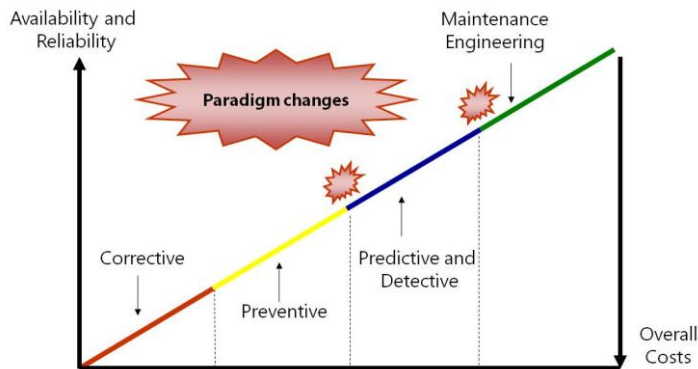 Availability and
Reliability
Maintenance
Engineering
Paradigm changes
Corrective
Preventive
Predictive and
Detective
Overall
Costs